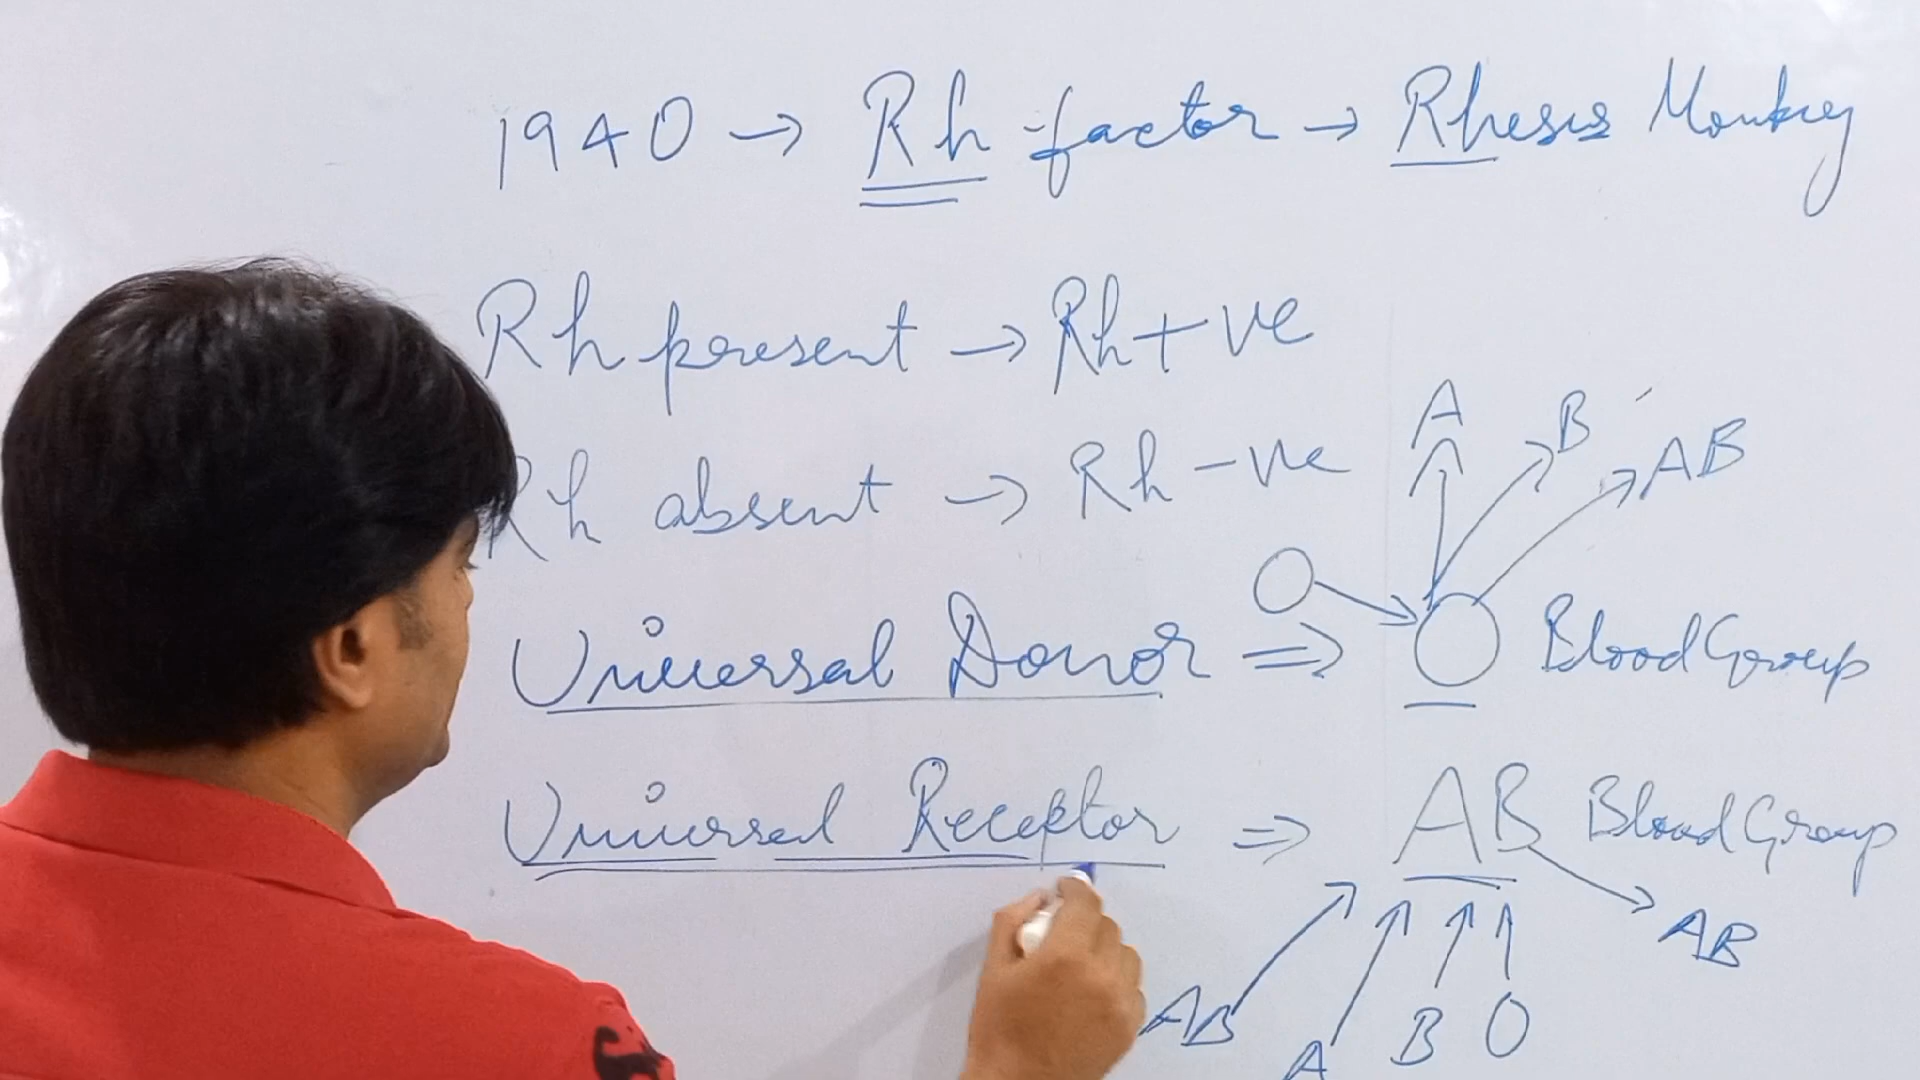 1940 → Rh-factor → Rhesis Monkey
Rh present → Rh+ve
Rh absent → Rh-ve
A
B
AB
O
Universal Donor ⇒ O Blood Group
Universal Receptor ⇒ AB Blood Group
AB
AB
A
B
O